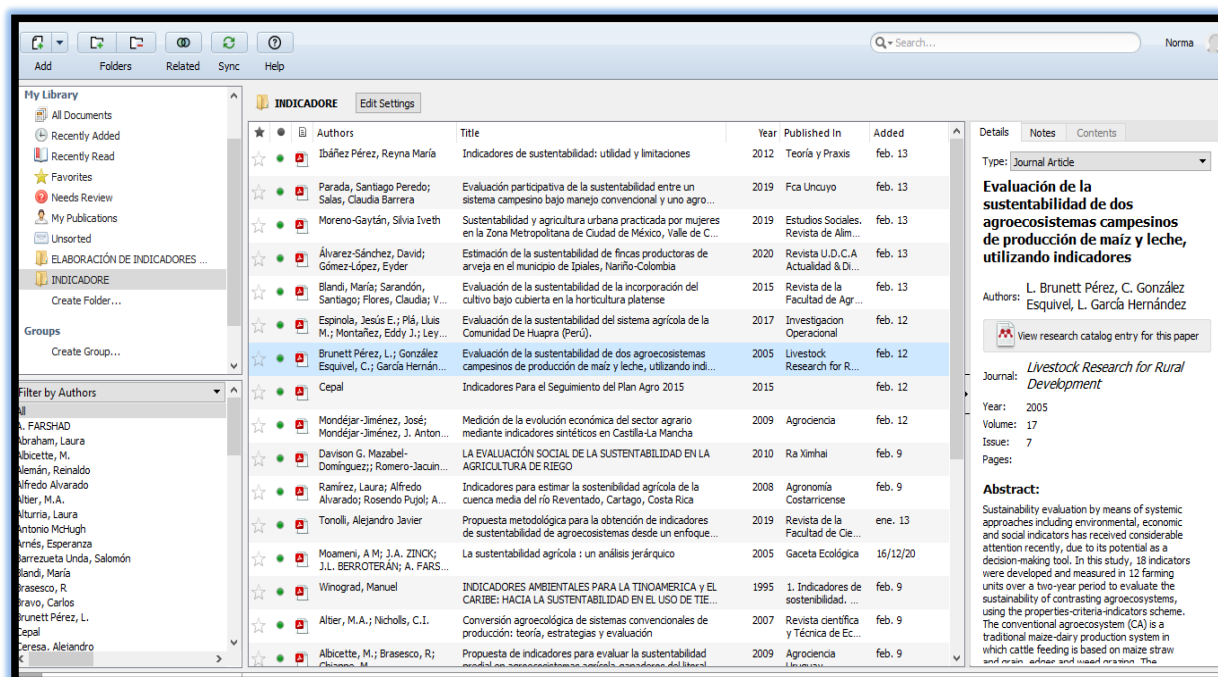 Search...
Norma
Add
Folders
Related
Sync
Help
My Library
All Documents
Recently Added
Recently Read
Favorites
Needs Review
My Publications
Unsorted
ELABORACIÓN DE INDICADORES ...
INDICADORE
Create Folder...
Groups
Create Group...
Filter by Authors
All
A. FARSHAD
Abraham, Laura
Albicette, M.
Alemán, Reinaldo
Alfredo Alvarado
Altier, M.A.
Alturria, Laura
Antonio McHugh
Arnés, Esperanza
Barrezueta Unda, Salomón
Blandi, María
Brasesco, R
Bravo, Carlos
Brunett Pérez, L.
Cepal
Ceresa, Alejandro
INDICADORE
Edit Settings
Authors Title Year Published In Added
Ibáñez Pérez, Reyna María Indicadores de sustentabilidad: utilidad y limitaciones 2012 Teoría y Praxis feb. 13
Parada, Santiago Peredo; Evaluación participativa de la sustentabilidad entre un 2019 Fca Uncuyo feb. 13
Salas, Claudia Barrera sistema campesino bajo manejo convencional y uno agro...
Moreno-Gaytán, Silvia Iveth Sustentabilidad y agricultura urbana practicada por mujeres 2019 Estudios Sociales. feb. 13
en la Zona Metropolitana de Ciudad de México, Valle de C... Revista de Alim...
Álvarez-Sánchez, David; Estimación de la sustentabilidad de fincas productoras de 2020 Revista U.D.C.A feb. 13
Gómez-López, Eyder arveja en el municipio de Ipiales, Nariño-Colombia Actualidad & Di...
Blandi, María; Sarandón, Evaluación de la sustentabilidad de la incorporación del 2015 Revista de la feb. 13
Santiago; Flores, Claudia; V... cultivo bajo cubierta en la horticultura platense Facultad de Agr...
Espinola, Jesús E.; Plá, Lluis Evaluación de la sustentabilidad del sistema agrícola de la 2017 Investigacion feb. 12
M.; Montañez, Eddy J.; Ley... Comunidad De Huapra (Perú). Operacional
Brunett Pérez, L.; González Evaluación de la sustentabilidad de dos agroecosistemas 2005 Livestock feb. 12
Esquivel, C.; García Hernán... campesinos de producción de maíz y leche, utilizando indi... Research for R...
Cepal Indicadores Para el Seguimiento del Plan Agro 2015 2015 feb. 12
Mondéjar-Jiménez, José; Medición de la evolución económica del sector agrario 2009 Agrociencia feb. 12
Mondéjar-Jiménez, J. Anton... mediante indicadores sintéticos en Castilla-La Mancha
Davison G. Mazabel- LA EVALUACIÓN SOCIAL DE LA SUSTENTABILIDAD EN LA 2010 Ra Ximhai feb. 9
Domínguez;; Romero-Jacuin... AGRICULTURA DE RIEGO
Ramírez, Laura; Alfredo Indicadores para estimar la sostenibilidad agrícola de la 2008 Agronomía feb. 9
Alvarado; Rosendo Pujol; A... cuenca media del río Reventado, Cartago, Costa Rica Costarricense
Tonolli, Alejandro Javier Propuesta metodológica para la obtención de indicadores 2019 Revista de la ene. 13
de sustentabilidad de agroecosistemas desde un enfoque... Facultad de Cie...
Moameni, A M; J.A. ZINCK; La sustentabilidad agrícola : un análisis jerárquico 2005 Gaceta Ecológica 16/12/20
J.L. BERROTERÁN; A. FARS...
Winograd, Manuel INDICADORES AMBIENTALES PARA LA TINOAMERICA y EL 1995 1. Indicadores de feb. 9
CARIBE: HACIA LA SUSTENTABILIDAD EN EL USO DE TIE... sostenibilidad. ...
Altier, M.A.; Nicholls, C.I. Conversión agroecológica de sistemas convencionales de 2007 Revista científica feb. 9
producción: teoría, estrategias y evaluación y Técnica de Ec...
Albicette, M.; Brasesco, R; Propuesta de indicadores para evaluar la sustentabilidad 2009 Agrociencia feb. 9
Chiappe, M. predial en agroecosistemas agrícola-ganaderos del litoral Uruguay
Details Notes Contents
Type: Journal Article
Evaluación de la
sustentabilidad de dos
agroecosistemas campesinos
de producción de maíz y leche,
utilizando indicadores
Authors: L. Brunett Pérez, C. González
Esquivel, L. García Hernández
View research catalog entry for this paper
Journal: Livestock Research for Rural
Development
Year: 2005
Volume: 17
Issue: 7
Pages:
Abstract:
Sustainability evaluation by means of systemic
approaches including environmental, economic
and social indicators has received considerable
attention recently, due to its potential as a
decision-making tool. In this study, 18 indicators
were developed and measured in 12 farming
units over a two-year period to evaluate the
sustainability of contrasting agroecosystems,
using the properties-criteria-indicators scheme.
The conventional agroecosystem (CA) is a
traditional maize-dairy production system in
which cattle feeding is based on maize straw
and grain, edges and weed grazing. The